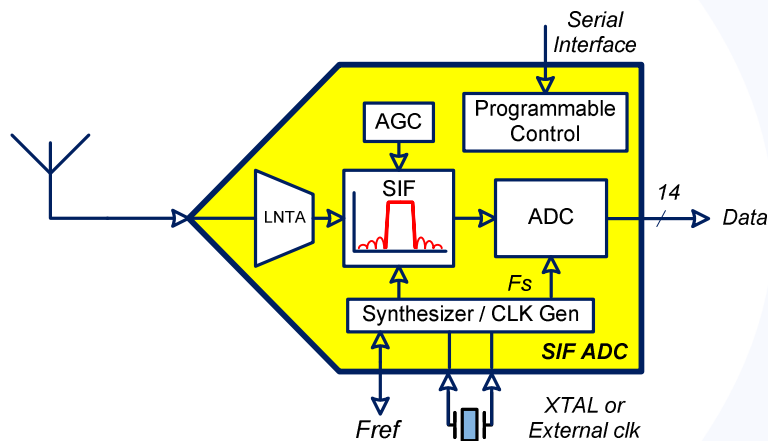 Serial
Interface
Programmable
Control
AGC
SIF
LNTA
ADC
14
Data
Fs
Synthesizer / CLK Gen
SIF ADC
Fref
XTAL or
External clk